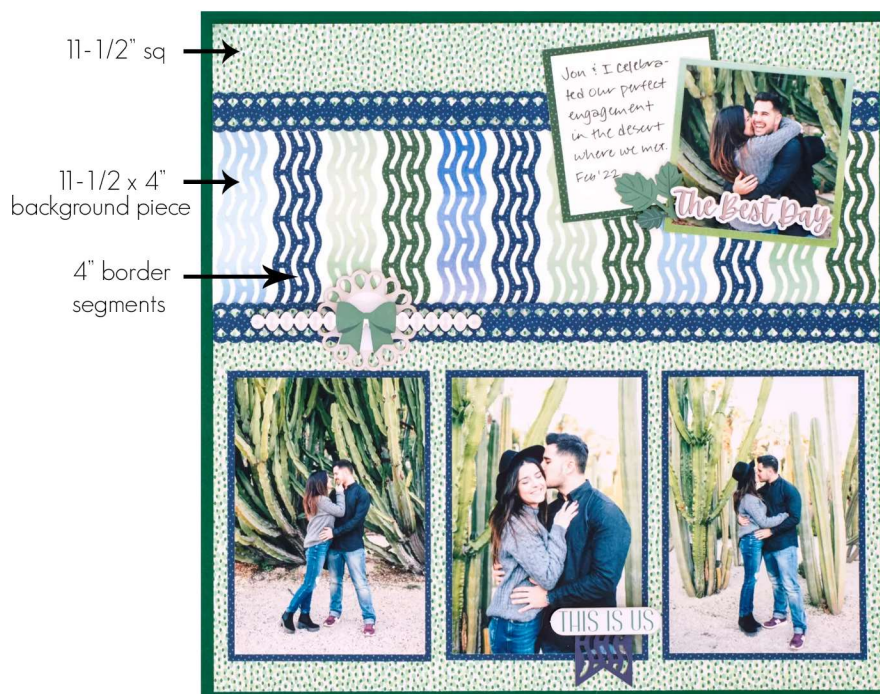 11-1/2" sq
11-1/2 x 4"
background piece
4" border
segments
Jon & I celebra-
ted our perfect
engagement
in the desert
where we met.
Feb '22
The Best Day
THIS IS US